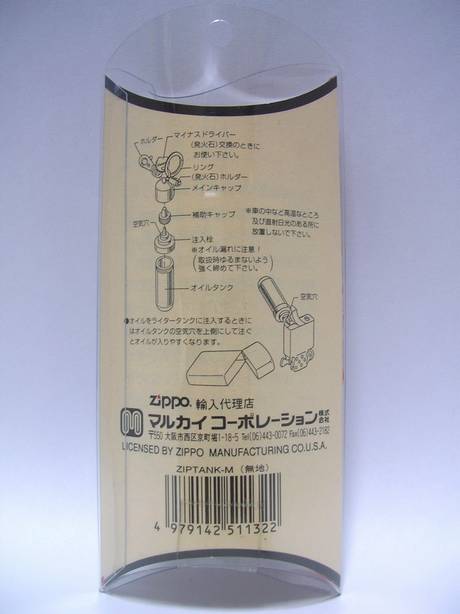 ホルダー
マイナスドライバー
(発火石)交換のときに
お使い下さい。
リング
(発火石)ホルダー
メインキャップ
補助キャップ
空気穴
注入栓
※オイル漏れに注意!
(取扱時ゆるまないよう
強く締めて下さい。)
オイルタンク
※車の中など高温なところ
及び直射日光のある所に
放置しないで下さい。
空気穴
●オイルをライタータンクに注入するときに
はオイルタンクの空気穴を上側にして注ぐ
とオイルが入りやすくなります。
Zippo. 輸入代理店
マルカイ コーポレーション株式会社
〒550 大阪市西区京町堀1-18-5 Tel(06)443-0072 Fax(06)443-2182
LICENSED BY ZIPPO MANUFACTURING CO.U.S.A.
ZIPTANK-M (無地)
4 979142 511322